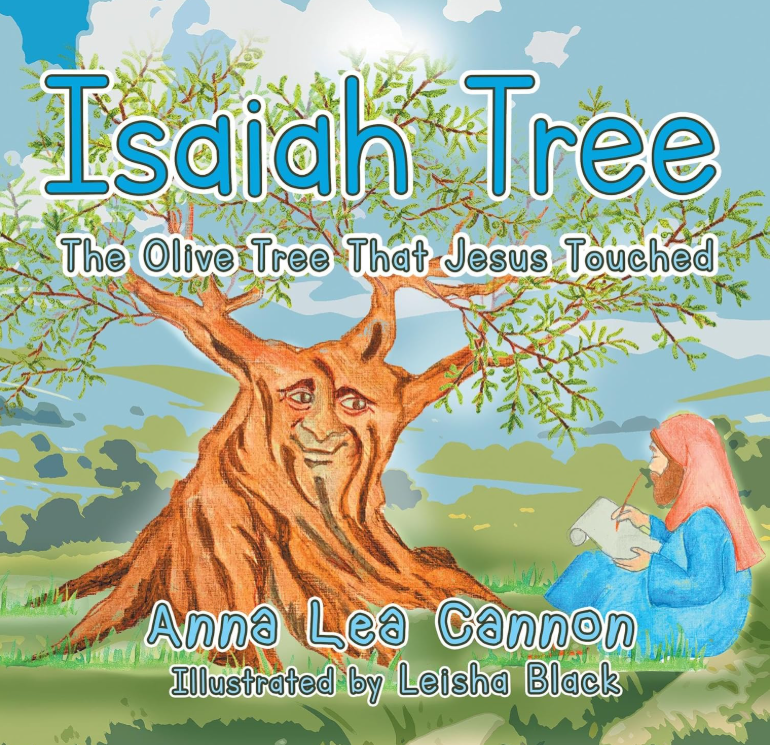 Isaiah Tree
The Olive Tree That Jesus Touched
Anna Lea Cannon
Illustrated by Leisha Black